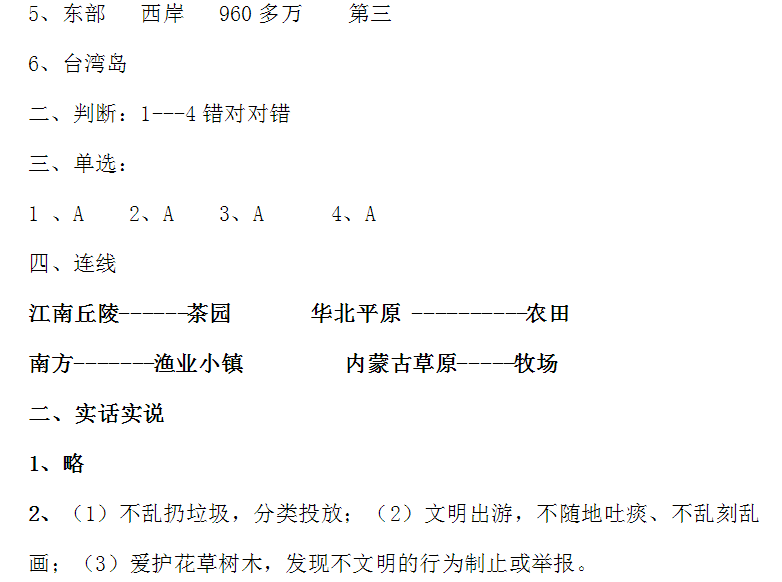 5、东部 西岸 960多万 第三
6、台湾岛
二、判断：1---4错对对错
三、单选：
1 、A 2、A 3、A 4、A
四、连线
江南丘陵------茶园 华北平原 ----------农田
南方-------渔业小镇 内蒙古草原-----牧场
二、实话实说
1、略
2、（1）不乱扔垃圾，分类投放；（2）文明出游，不随地吐痰、不乱刻乱
画；（3）爱护花草树木，发现不文明的行为制止或举报。